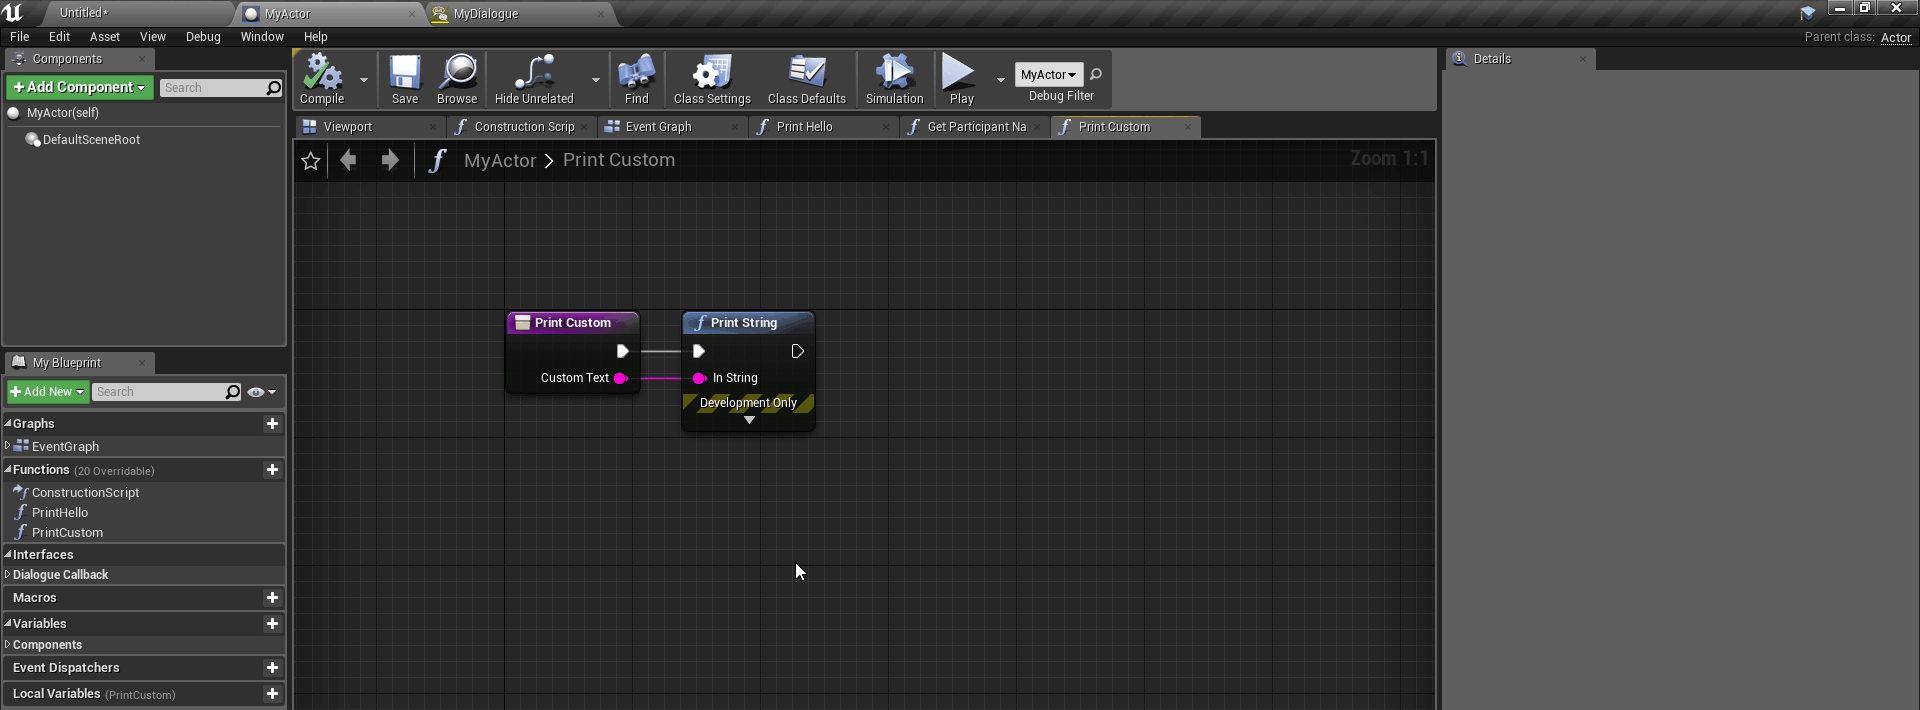 Untitled*
MyActor
MyDialogue
File Edit Asset View Debug Window Help
Parent class: Actor
Components
Add Component
Search
MyActor(self)
DefaultSceneRoot
My Blueprint
Add New
Search
Graphs
EventGraph
Functions (20 Overridable)
ConstructionScript
PrintHello
PrintCustom
Interfaces
Dialogue Callback
Macros
Variables
Components
Event Dispatchers
Local Variables (PrintCustom)
Compile
Save
Browse
Hide Unrelated
Find
Class Settings
Class Defaults
Simulation
Play
MyActor
Debug Filter
Viewport
Construction Scrip
Event Graph
Print Hello
Get Participant Na
Print Custom
MyActor > Print Custom
Zoom 1:1
Print Custom
Custom Text
Print String
In String
Development Only
Details